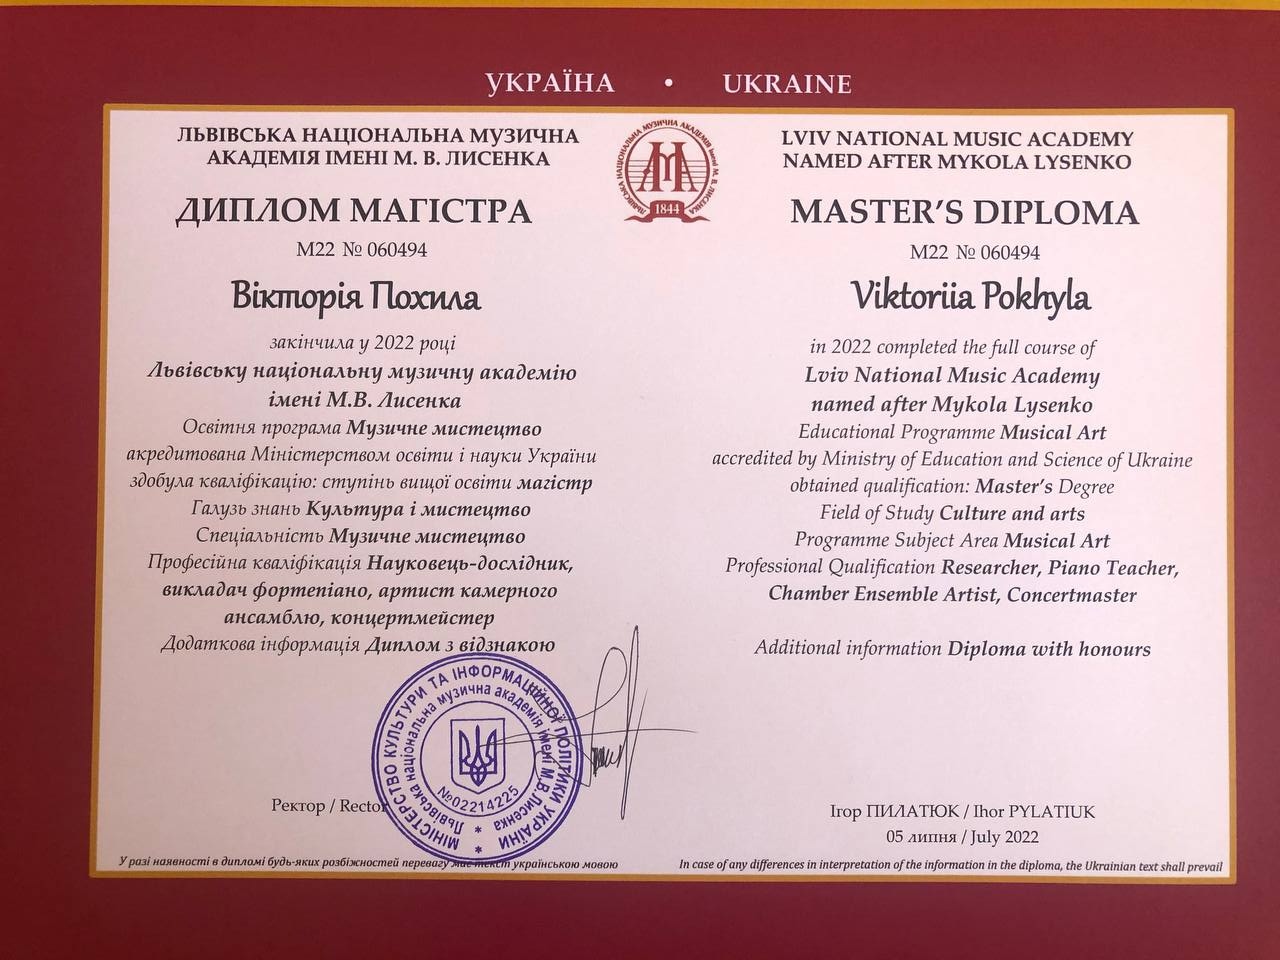 УКРАЇНА • UKRAINE
ЛЬВІВСЬКА НАЦІОНАЛЬНА МУЗИЧНА
АКАДЕМІЯ ІМЕНІ М. В. ЛИСЕНКА
ДИПЛОМ МАГІСТРА
М22 № 060494
Вікторія Похила
закінчила у 2022 році
Львівську національну музичну академію
імені М.В. Лисенка
Освітня програма Музичне мистецтво
акредитована Міністерством освіти і науки України
здобула кваліфікацію: ступінь вищої освіти магістр
Галузь знань Культура і мистецтво
Спеціальність Музичне мистецтво
Професійна кваліфікація Науковець-дослідник,
викладач фортепіано, артист камерного
ансамблю, концертмейстер
Додаткова інформація Диплом з відзнакою
ЛЬВІВСЬКА НАЦІОНАЛЬНА МУЗИЧНА АКАДЕМІЯ імені М. В. ЛИСЕНКА
1844
LVIV NATIONAL MUSIC ACADEMY
NAMED AFTER MYKOLA LYSENKO
MASTER'S DIPLOMA
M22 № 060494
Viktoriia Pokhyla
in 2022 completed the full course of
Lviv National Music Academy
named after Mykola Lysenko
Educational Programme Musical Art
accredited by Ministry of Education and Science of Ukraine
obtained qualification: Master's Degree
Field of Study Culture and arts
Programme Subject Area Musical Art
Professional Qualification Researcher, Piano Teacher,
Chamber Ensemble Artist, Concertmaster
Additional information Diploma with honours
МІНІСТЕРСТВО КУЛЬТУРИ ТА ІНФОРМАЦІЙНОЇ ПОЛІТИКИ УКРАЇНИ *
Львівська національна музична академія імені М.В.Лисенка *
№02214225
Ректор / Rector
Ігор ПИЛАТЮК / Ihor PYLATIUK
05 липня / July 2022
У разі наявності в дипломі будь-яких розбіжностей перевагу має текст українською мовою
In case of any differences in interpretation of the information in the diploma, the Ukrainian text shall prevail